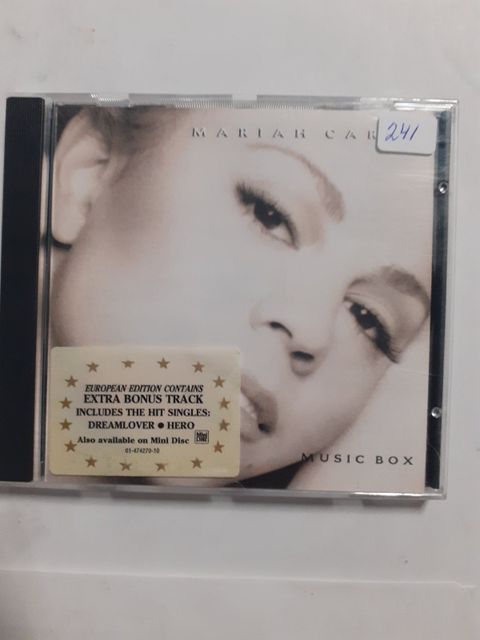 MARIAH CAR
241
EUROPEAN EDITION CONTAINS
EXTRA BONUS TRACK
INCLUDES THE HIT SINGLES:
DREAMLOVER ● HERO
Also available on Mini Disc
01-474270-10
MUSIC BOX